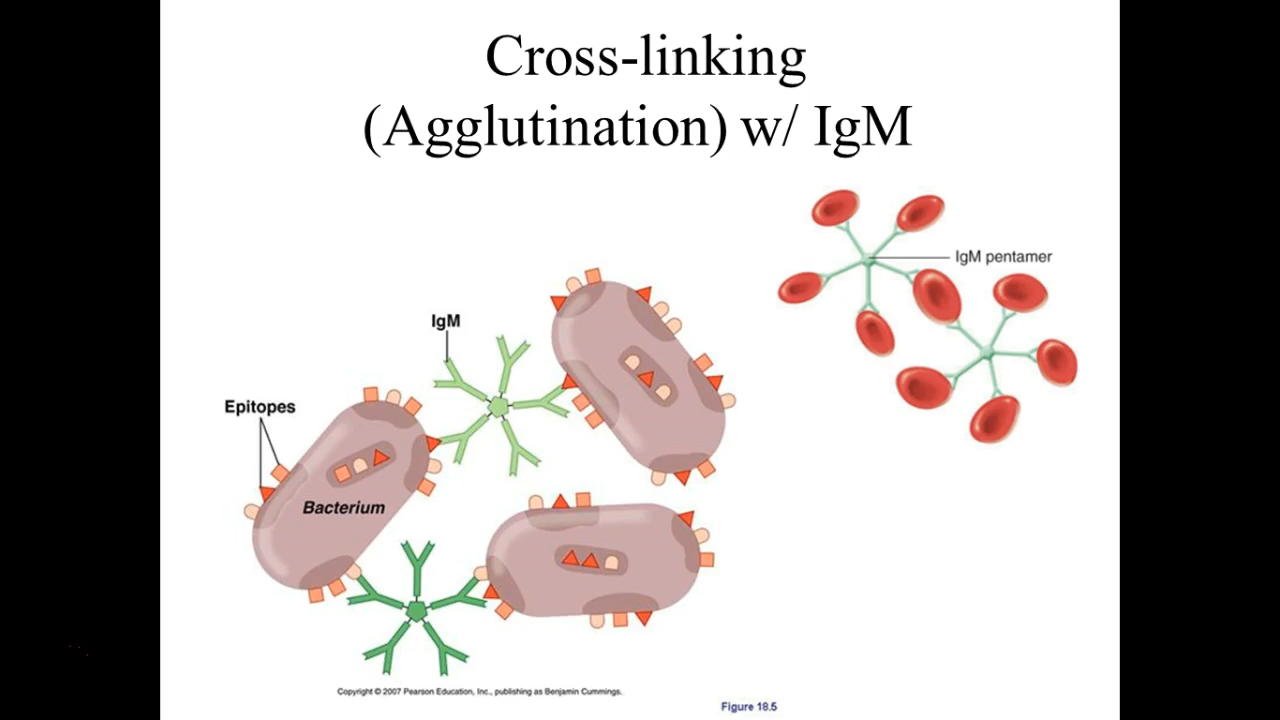 Cross-linking
(Agglutination) w/ IgM
IgM pentamer
IgM
Epitopes
Bacterium
Copyright © 2007 Pearson Education, Inc., publishing as Benjamin Cummings.
Figure 18.5